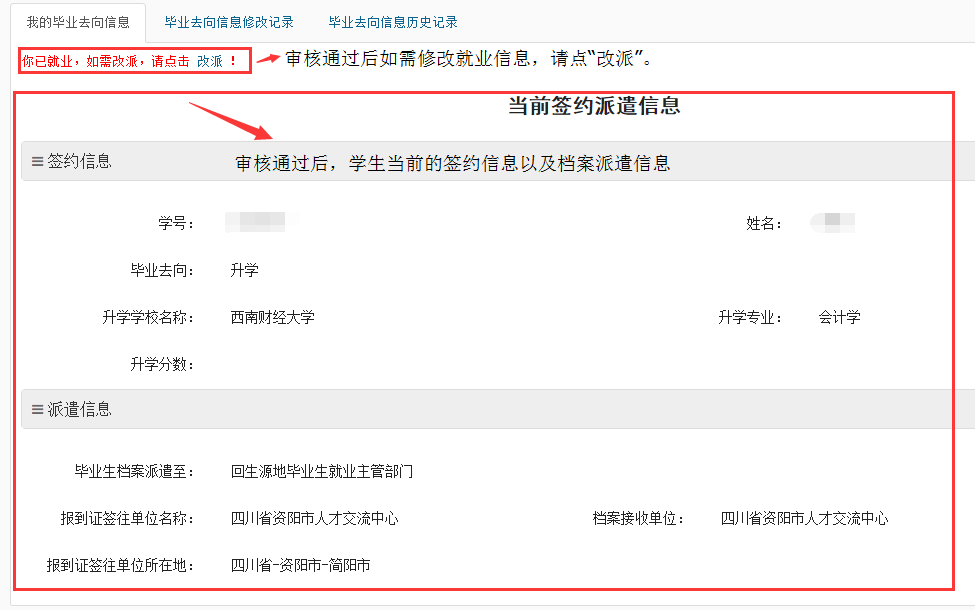 我的毕业去向信息 毕业去向信息修改记录 毕业去向信息历史记录
你已就业，如需改派，请点击 改派 ！ 审核通过后如需修改就业信息，请点“改派”。
当前签约派遣信息
签约信息 审核通过后，学生当前的签约信息以及档案派遣信息
学号： 姓名：
毕业去向： 升学
升学学校名称： 西南财经大学 升学专业： 会计学
升学分数：
派遣信息
毕业生档案派遣至： 回生源地毕业生就业主管部门
报到证签往单位名称： 四川省资阳市人才交流中心 档案接收单位： 四川省资阳市人才交流中心
报到证签往单位所在地： 四川省-资阳市-简阳市